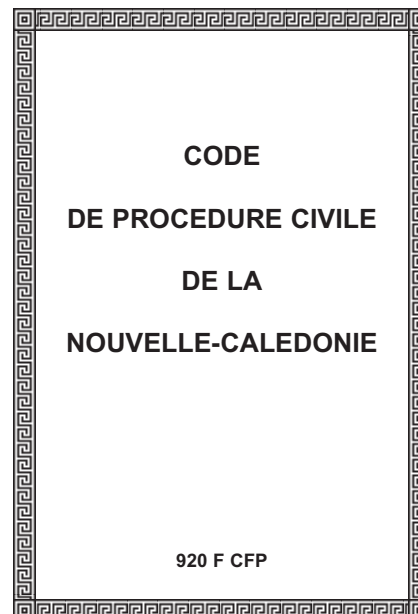 CODE
DE PROCEDURE CIVILE
DE LA
NOUVELLE-CALEDONIE
920 F CFP